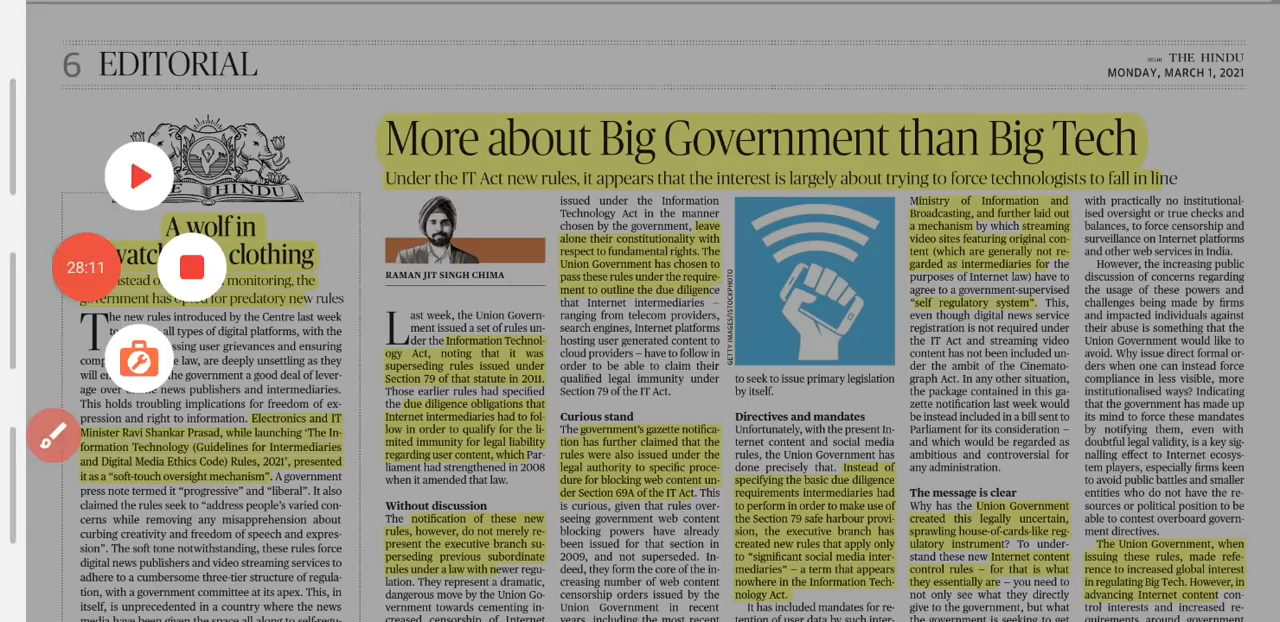 6 EDITORIAL
DELHI THE HINDU
MONDAY, MARCH 1, 2021
HINDU
A wolf in
clothing
Instead o monitoring, the
government has opted for predatory new rules
The new rules introduced by the Centre last week
all types of digital platforms, with the
ssing user grievances and ensuring
comp e law, are deeply unsettling as they
will e the government a good deal of lever-
age over news publishers and intermediaries.
This holds troubling implications for freedom of ex-
pression and right to information. Electronics and IT
Minister Ravi Shankar Prasad, while launching ‘The In-
formation Technology (Guidelines for Intermediaries
and Digital Media Ethics Code) Rules, 2021’, presented
it as a “soft-touch oversight mechanism”. A government
press note termed it “progressive” and “liberal”. It also
claimed the rules seek to “address people’s varied con-
cerns while removing any misapprehension about
curbing creativity and freedom of speech and expres-
sion”. The soft tone notwithstanding, these rules force
digital news publishers and video streaming services to
adhere to a cumbersome three-tier structure of regula-
tion, with a government committee at its apex. This, in
itself, is unprecedented in a country where the news
media have been given the space all along to self-regu-
28:11
More about Big Government than Big Tech
Under the IT Act new rules, it appears that the interest is largely about trying to force technologists to fall in line
RAMAN JIT SINGH CHIMA
Last week, the Union Govern-
ment issued a set of rules un-
der the Information Technol-
ogy Act, noting that it was
superseding rules issued under
Section 79 of that statute in 2011.
Those earlier rules had specified
the due diligence obligations that
Internet intermediaries had to fol-
low in order to qualify for the li-
mited immunity for legal liability
regarding user content, which Par-
liament had strengthened in 2008
when it amended that law.
Without discussion
The notification of these new
rules, however, do not merely re-
present the executive branch su-
perseding previous subordinate
rules under a law with newer regu-
lation. They represent a dramatic,
dangerous move by the Union Go-
vernment towards cementing in-
creased censorship of Internet
issued under the Information
Technology Act in the manner
chosen by the government, leave
alone their constitutionality with
respect to fundamental rights. The
Union Government has chosen to
pass these rules under the require-
ment to outline the due diligence
that Internet intermediaries –
ranging from telecom providers,
search engines, Internet platforms
hosting user generated content to
cloud providers – have to follow in
order to be able to claim their
qualified legal immunity under
Section 79 of the IT Act.
Curious stand
The government’s gazette notifica-
tion has further claimed that the
rules were also issued under the
legal authority to specific proce-
dure for blocking web content un-
der Section 69A of the IT Act. This
is curious, given that rules over-
seeing government web content
blocking powers have already
been issued for that section in
2009, and not superseded. In-
deed, they form the core of the in-
creasing number of web content
censorship orders issued by the
Union Government in recent
years, including the most recent
GETTY IMAGES/ISTOCKPHOTO
to seek to issue primary legislation
by itself.
Directives and mandates
Unfortunately, with the present In-
ternet content and social media
rules, the Union Government has
done precisely that. Instead of
specifying the basic due diligence
requirements intermediaries had
to perform in order to make use of
the Section 79 safe harbour provi-
sion, the executive branch has
created new rules that apply only
to “significant social media inter-
mediaries” – a term that appears
nowhere in the Information Tech-
nology Act.
It has included mandates for re-
tention of user data by such inter-
Ministry of Information and
Broadcasting, and further laid out
a mechanism by which streaming
video sites featuring original con-
tent (which are generally not re-
garded as intermediaries for the
purposes of Internet law) have to
agree to a government-supervised
“self regulatory system”. This,
even though digital news service
registration is not required under
the IT Act and streaming video
content has not been included un-
der the ambit of the Cinemato-
graph Act. In any other situation,
the package contained in this ga-
zette notification last week would
be instead included in a bill sent to
Parliament for its consideration –
and which would be regarded as
ambitious and controversial for
any administration.
The message is clear
Why has the Union Government
created this legally uncertain,
sprawling house-of-cards-like reg-
ulatory instrument? To under-
stand these new Internet content
control rules – for that is what
they essentially are – you need to
not only see what they directly
give to the government, but what
the government is seeking to get
with practically no institutional-
ised oversight or true checks and
balances, to force censorship and
surveillance on Internet platforms
and other web services in India.
However, the increasing public
discussion of concerns regarding
the usage of these powers and
challenges being made by firms
and impacted individuals against
their abuse is something that the
Union Government would like to
avoid. Why issue direct formal or-
ders when one can instead force
compliance in less visible, more
institutionalised ways? Indicating
that the government has made up
its mind to force these mandates
by notifying them, even with
doubtful legal validity, is a key sig-
nalling effect to Internet ecosys-
tem players, especially firms keen
to avoid public battles and smaller
entities who do not have the re-
sources or political position to be
able to contest overboard govern-
ment directives.
The Union Government, when
issuing these rules, made refe-
rence to increased global interest
in regulating Big Tech. However, in
advancing Internet content con-
trol interests and increased re-
quirements around government